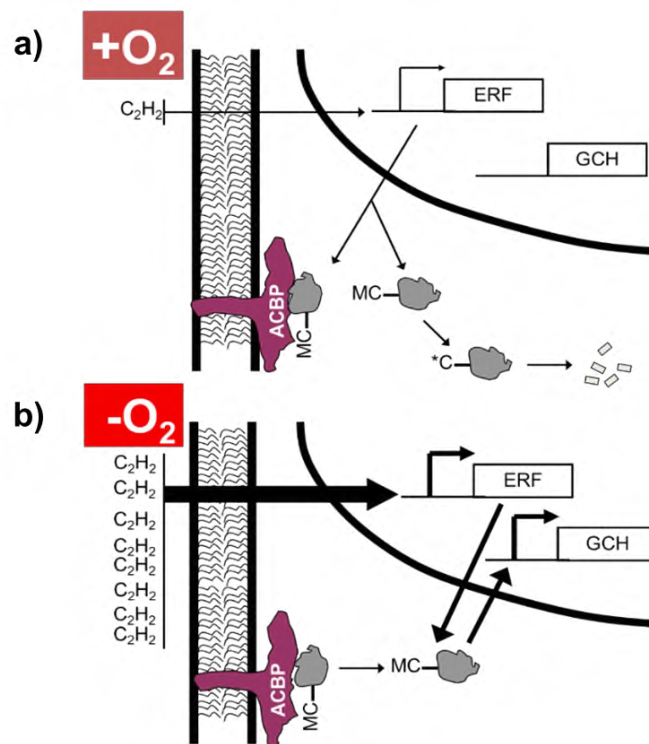 a)
+O₂
C₂H₂
ERF
GCH
ACBP
MC
MC
*C
b)
-O₂
C₂H₂
C₂H₂
C₂H₂
C₂H₂
C₂H₂
C₂H₂
C₂H₂
C₂H₂
ERF
GCH
ACBP
MC
MC